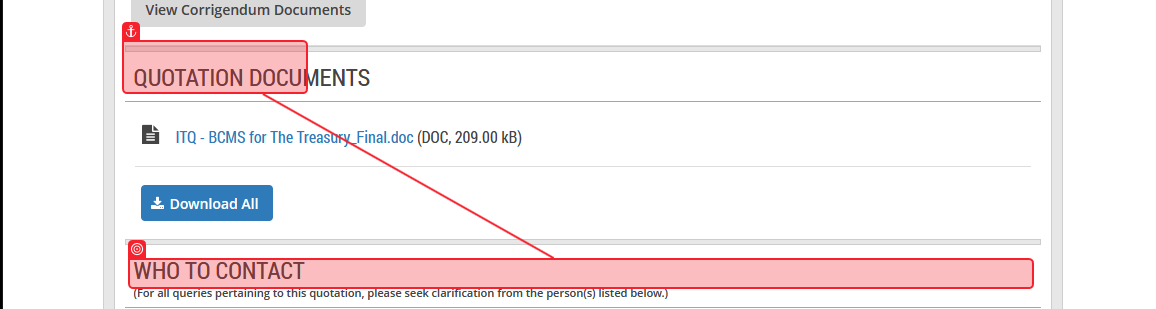 View Corrigendum Documents
QUOTATION DOCUMENTS
ITQ - BCMS for The Treasury_Final.doc (DOC, 209.00 kB)
Download All
WHO TO CONTACT
(For all queries pertaining to this quotation, please seek clarification from the person(s) listed below.)